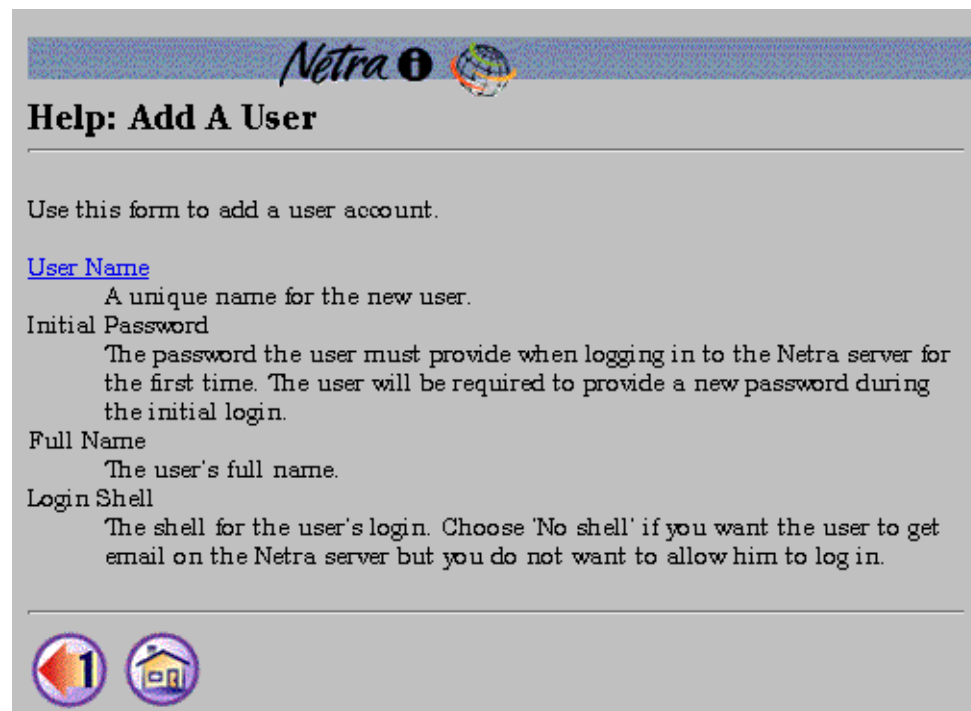 Netra i
Help: Add A User
Use this form to add a user account.
User Name
A unique name for the new user.
Initial Password
The password the user must provide when logging in to the Netra server for
the first time. The user will be required to provide a new password during
the initial login.
Full Name
The user's full name.
Login Shell
The shell for the user's login. Choose 'No shell' if you want the user to get
email on the Netra server but you do not want to allow him to log in.
1